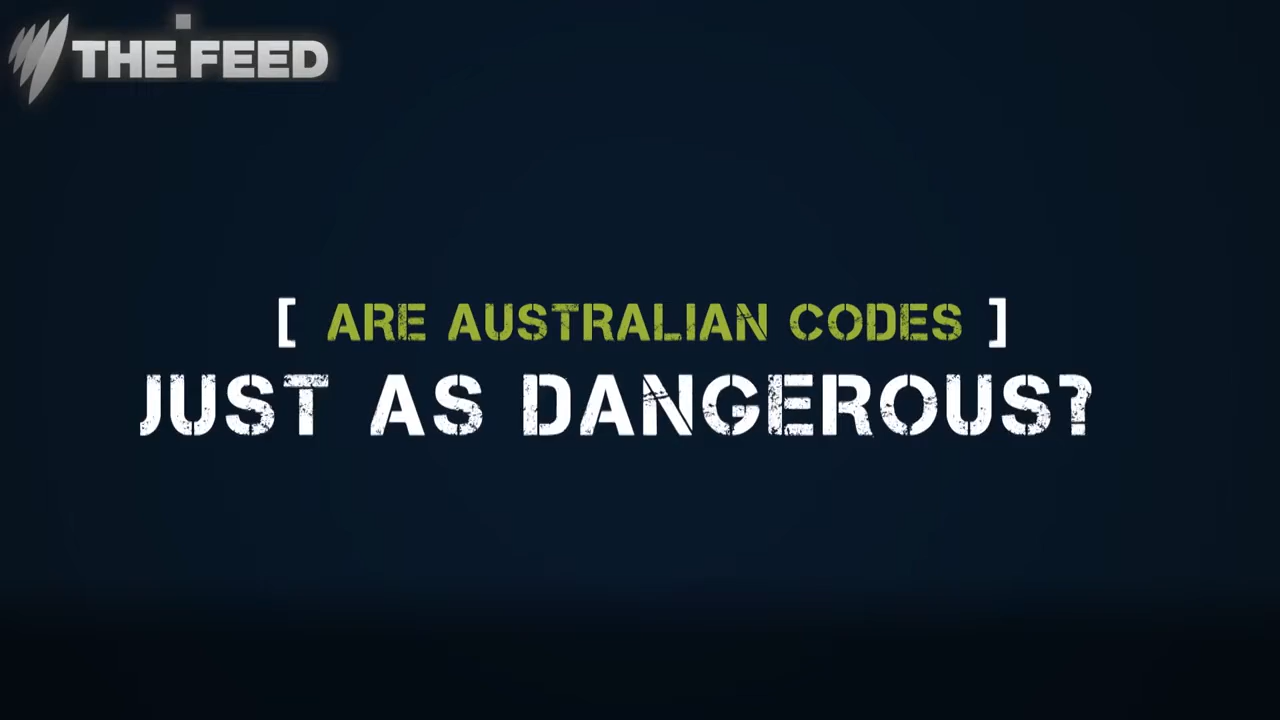 THE FEED
[ ARE AUSTRALIAN CODES ]
JUST AS DANGEROUS?